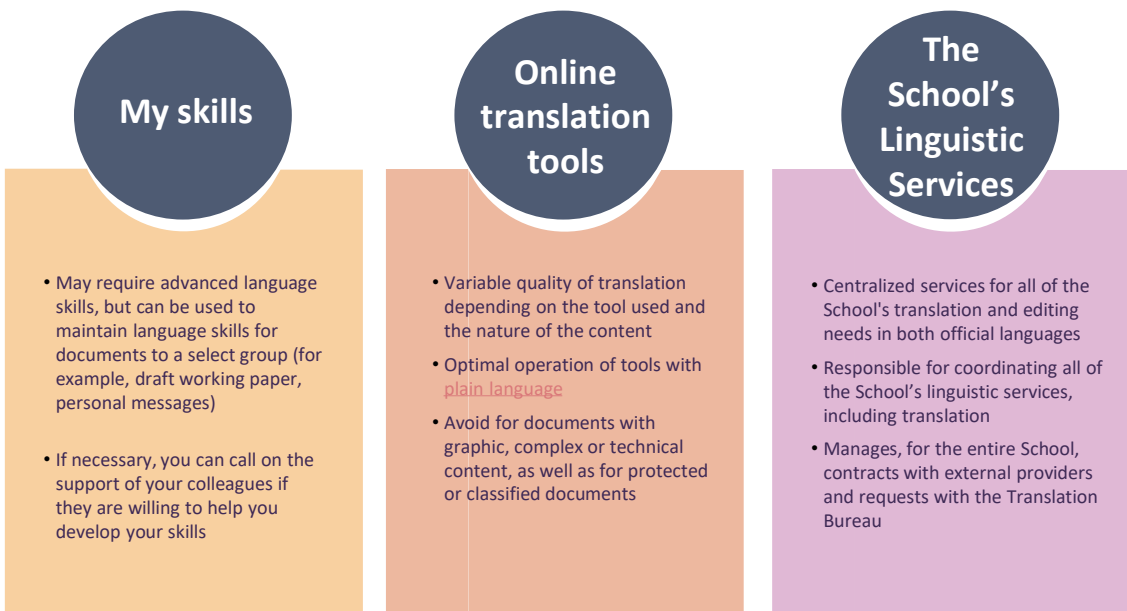 My skills
• May require advanced language
skills, but can be used to
maintain language skills for
documents to a select group (for
example, draft working paper,
personal messages)
• If necessary, you can call on the
support of your colleagues if
they are willing to help you
develop your skills
Online
translation
tools
• Variable quality of translation
depending on the tool used and
the nature of the content
• Optimal operation of tools with
plain language
• Avoid for documents with
graphic, complex or technical
content, as well as for protected
or classified documents
The
School’s
Linguistic
Services
• Centralized services for all of the
School's translation and editing
needs in both official languages
• Responsible for coordinating all of
the School’s linguistic services,
including translation
• Manages, for the entire School,
contracts with external providers
and requests with the Translation
Bureau